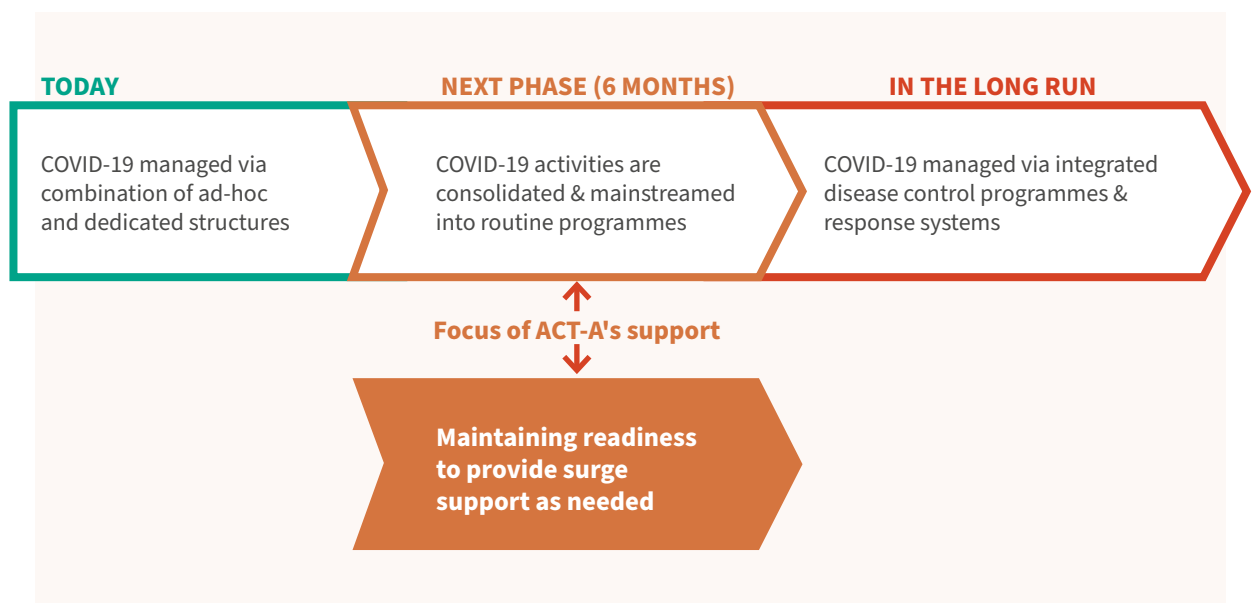 TODAY
COVID-19 managed via
combination of ad-hoc
and dedicated structures
NEXT PHASE (6 MONTHS)
COVID-19 activities are
consolidated & mainstreamed
into routine programmes
IN THE LONG RUN
COVID-19 managed via integrated
disease control programmes &
response systems
Focus of ACT-A's support
Maintaining readiness
to provide surge
support as needed